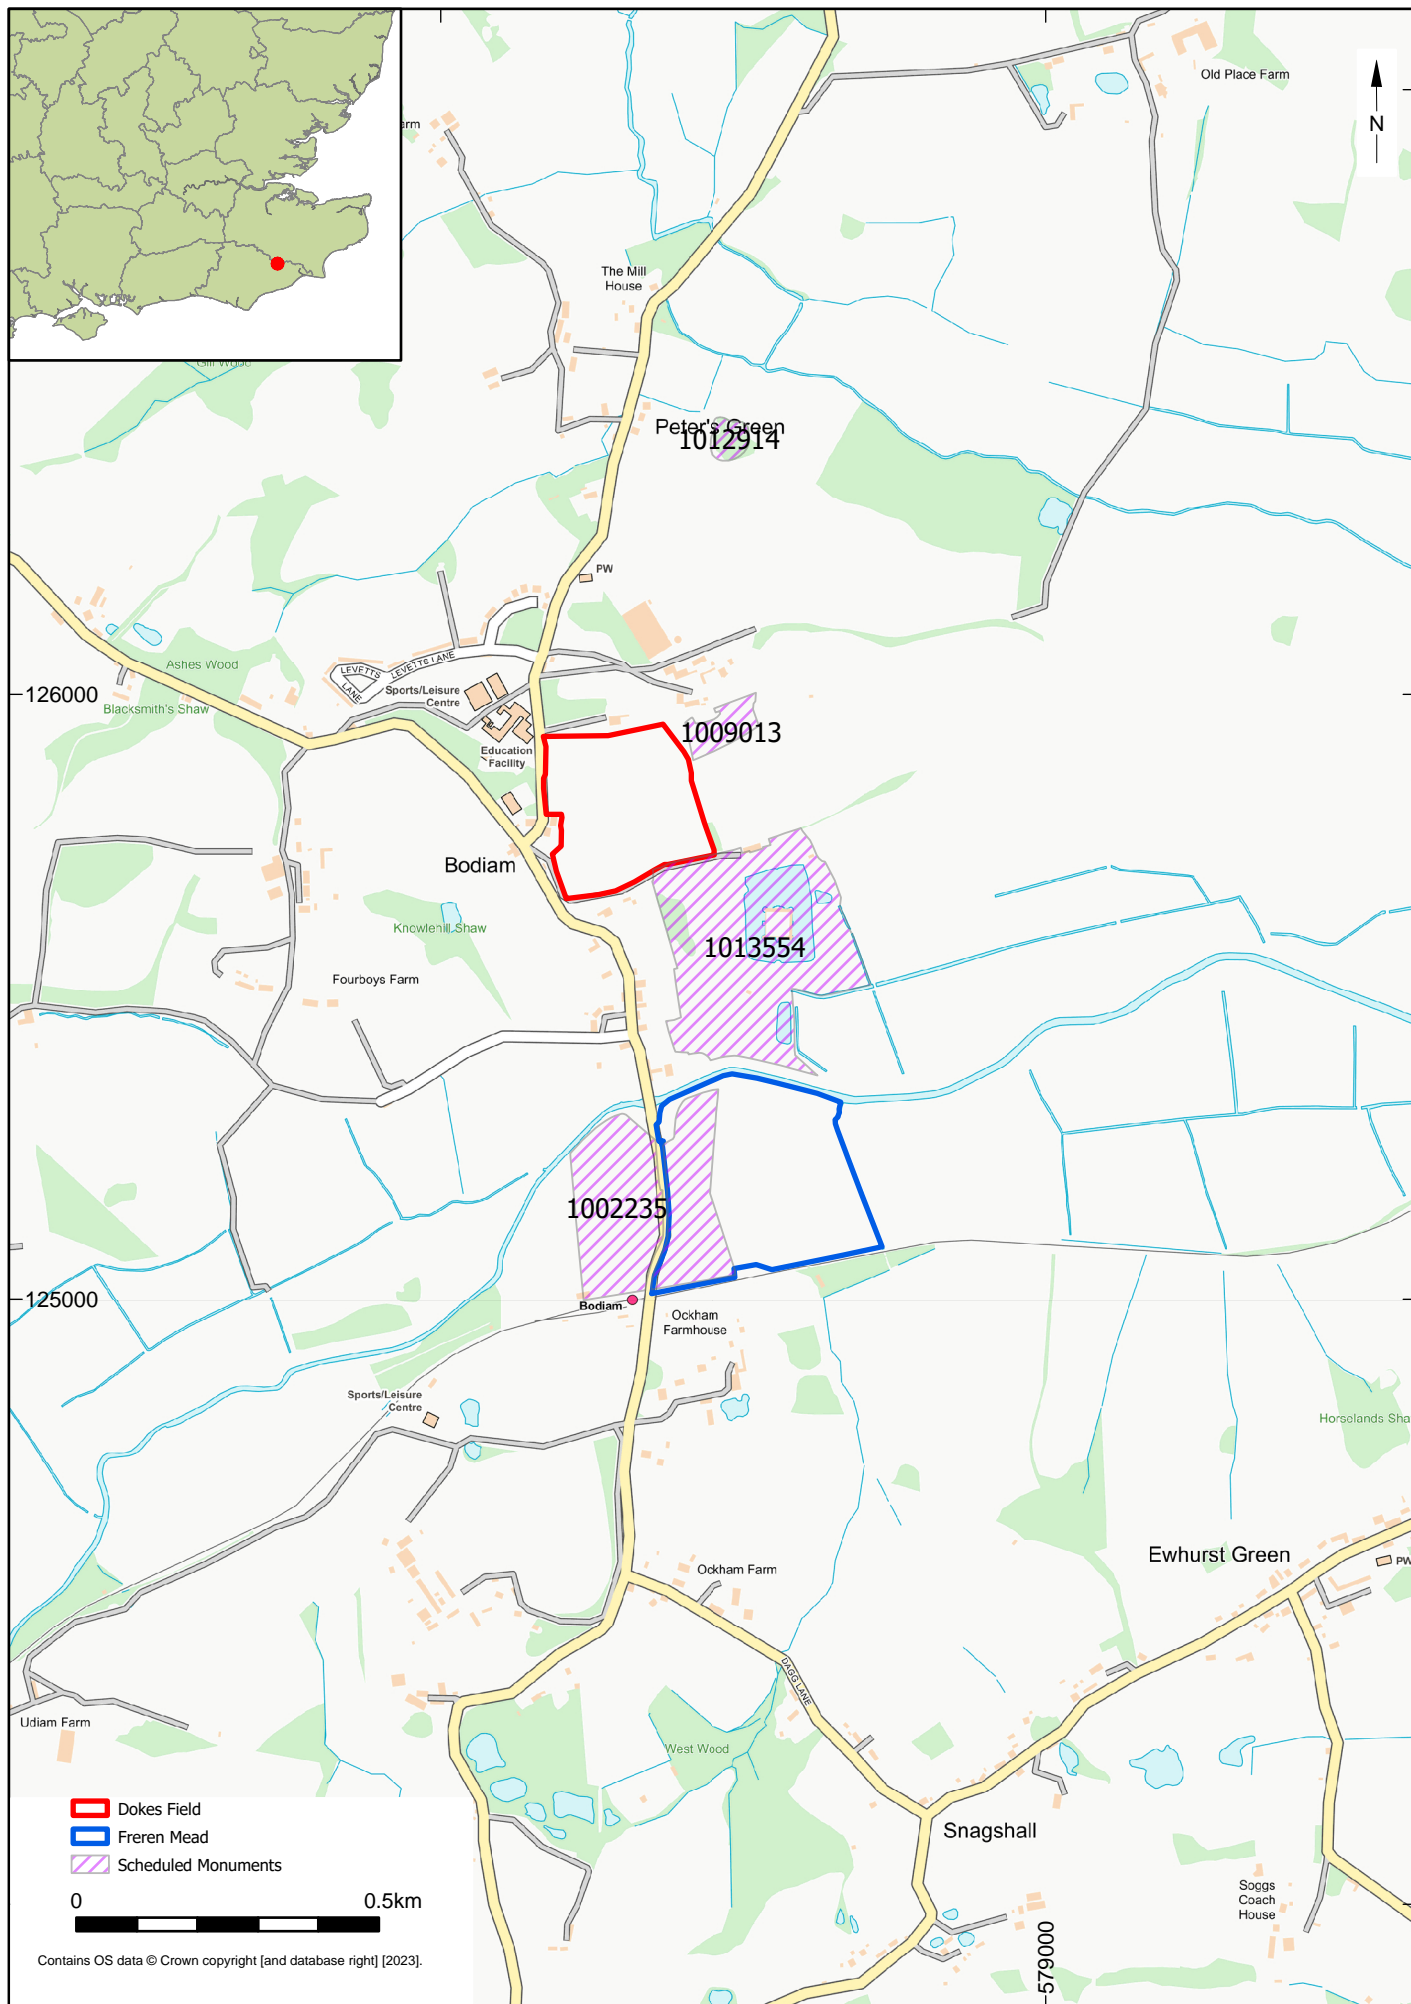 Old Place Farm
N
arm
The Mill
House
Gill Wood
Peter's Green
1012914
PW
LEVETTS
LANE
LEVETTS LANE
Ashes Wood
Sports/Leisure
Centre
126000
Blacksmith's Shaw
1009013
Education
Facility
Bodiam
Knowlehill Shaw
1013554
Fourboys Farm
1002235
125000
Bodiam
Ockham
Farmhouse
Sports/Leisure
Centre
Horselands Sha
Ewhurst Green
PW
Ockham Farm
DAGG LANE
Udiam Farm
West Wood
Snagshall
Soggs
Coach
House
579000
Dokes Field
Freren Mead
Scheduled Monuments
0 0.5km
Contains OS data © Crown copyright [and database right] [2023].